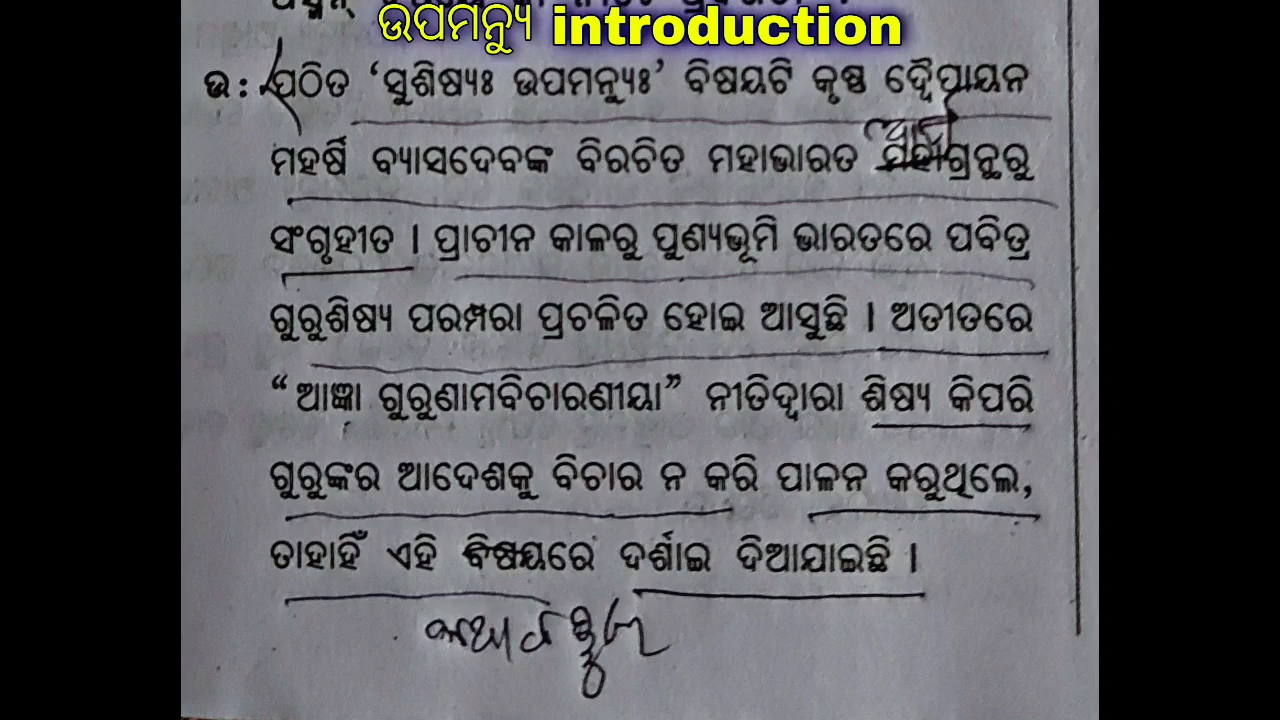 ଉପମନ୍ୟୁ introduction
ଉ : ପଠିତ ‘ସୁଶିଷ୍ୟଃ ଉପମନ୍ୟୁଃ’ ବିଷୟଟି କୃଷ୍ଣ ଦ୍ୱୈପାୟନ
ମହର୍ଷି ବ୍ୟାସଦେବଙ୍କ ବିରଚିତ ମହାଭାରତ ମହାଗ୍ରନ୍ଥରୁ
ସଂଗୃହୀତ । ପ୍ରାଚୀନ କାଳରୁ ପୁଣ୍ୟଭୂମି ଭାରତରେ ପବିତ୍ର
ଗୁରୁଶିଷ୍ୟ ପରମ୍ପରା ପ୍ରଚଳିତ ହୋଇ ଆସୁଛି । ଅତୀତରେ
“ଆଜ୍ଞା ଗୁରୁଣାମବିଚାରଣୀୟା” ନୀତିଦ୍ୱାରା ଶିଷ୍ୟ କିପରି
ଗୁରୁଙ୍କର ଆଦେଶକୁ ବିଚାର ନ କରି ପାଳନ କରୁଥିଲେ,
ତାହାହିଁ ଏହି ବିଷୟରେ ଦର୍ଶାଇ ଦିଆଯାଇଛି ।